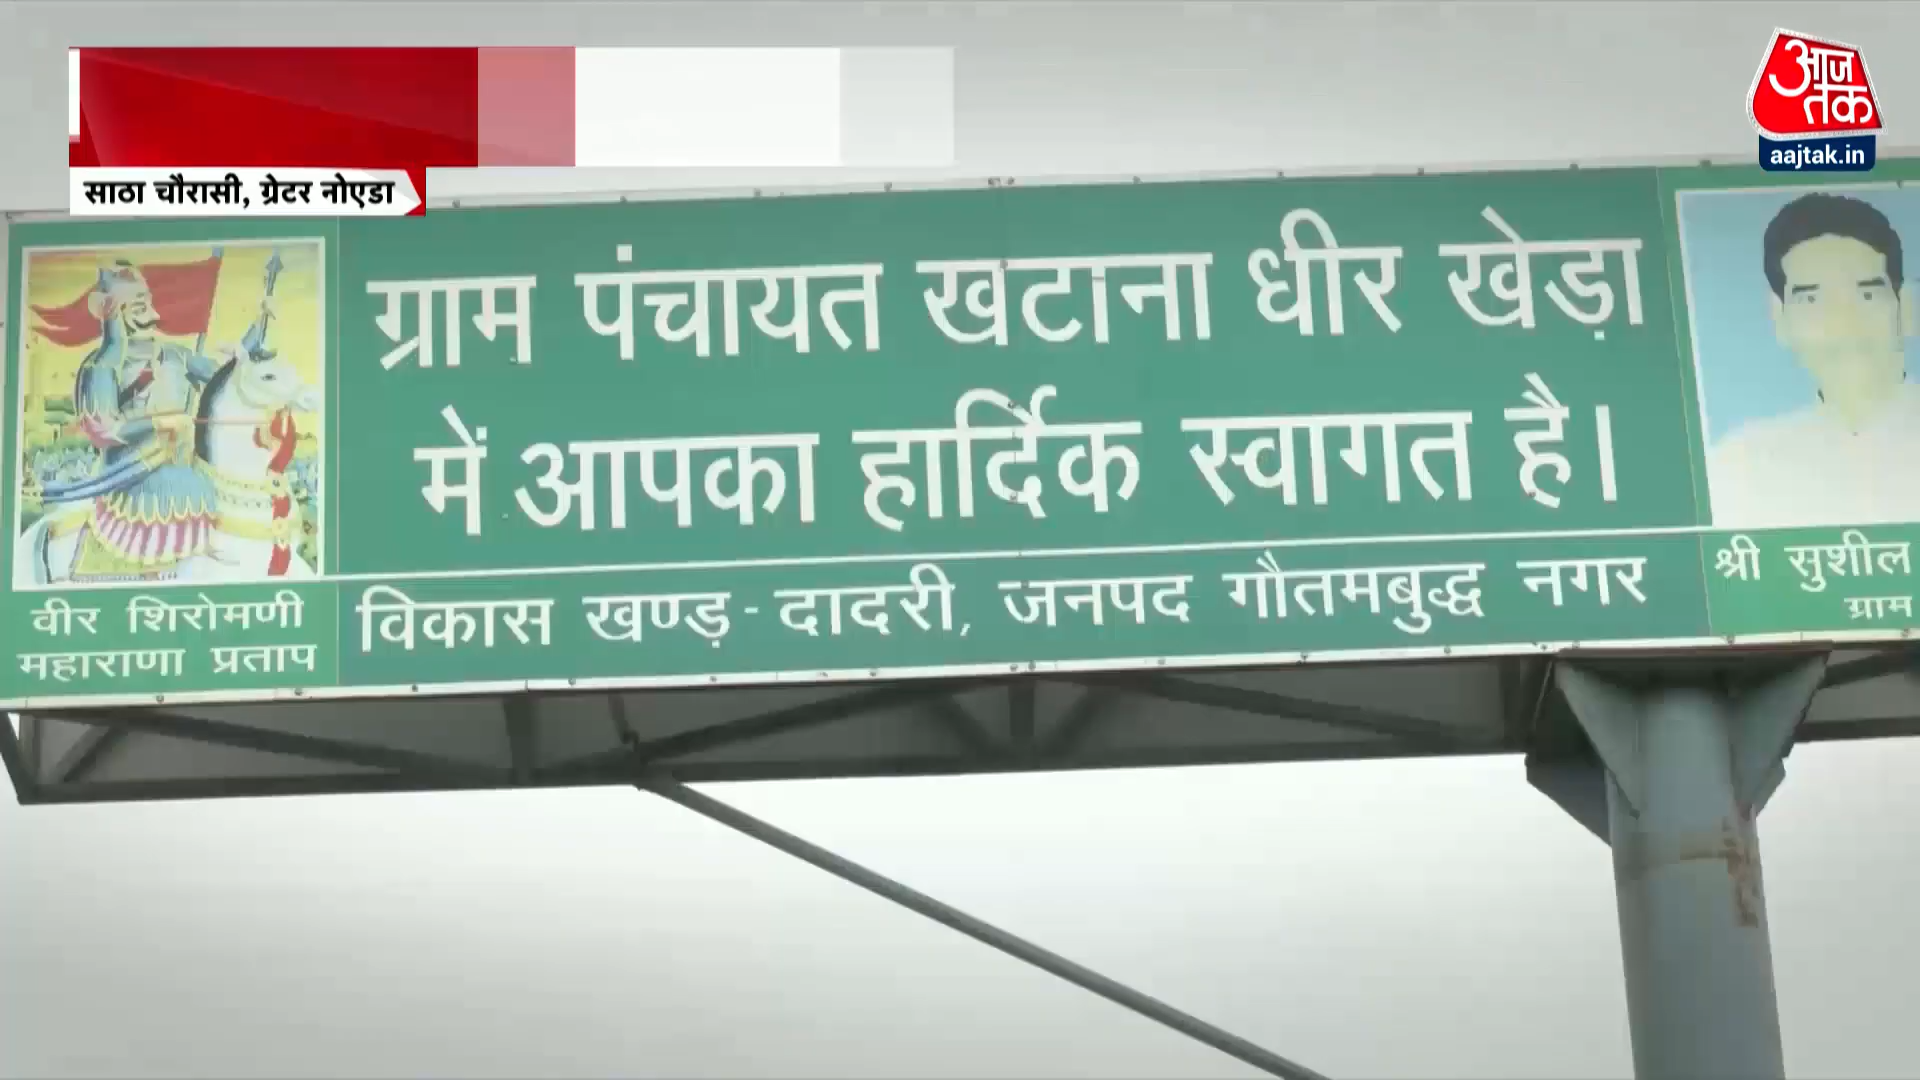 आज तक
aajtak.in
साठा चौरासी, ग्रेटर नोएडा
ग्राम पंचायत खटाना धीर खेड़ा
में आपका हार्दिक स्वागत है।
विकास खण्ड़ - दादरी, जनपद गौतमबुद्ध नगर
वीर शिरोमणी
महाराणा प्रताप
श्री सुशील
ग्राम